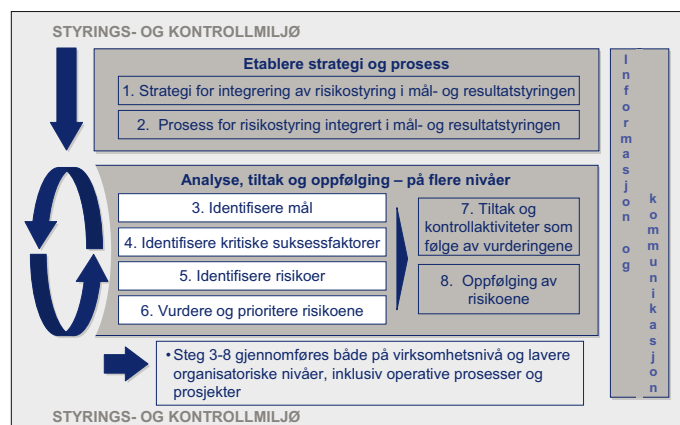 STYRINGS- OG KONTROLLMILJØ
Etablere strategi og prosess
1. Strategi for integrering av risikostyring i mål- og resultatstyringen
2. Prosess for risikostyring integrert i mål- og resultatstyringen
Analyse, tiltak og oppfølging – på flere nivåer
3. Identifisere mål
4. Identifisere kritiske suksessfaktorer
5. Identifisere risikoer
6. Vurdere og prioritere risikoene
7. Tiltak og
kontrollaktiviteter som
følge av vurderingene
8. Oppfølging av
risikoene
• Steg 3-8 gjennomføres både på virksomhetsnivå og lavere
organisatoriske nivåer, inklusiv operative prosesser og
prosjekter
STYRINGS- OG KONTROLLMILJØ
Informasjon og
kommunikasjon